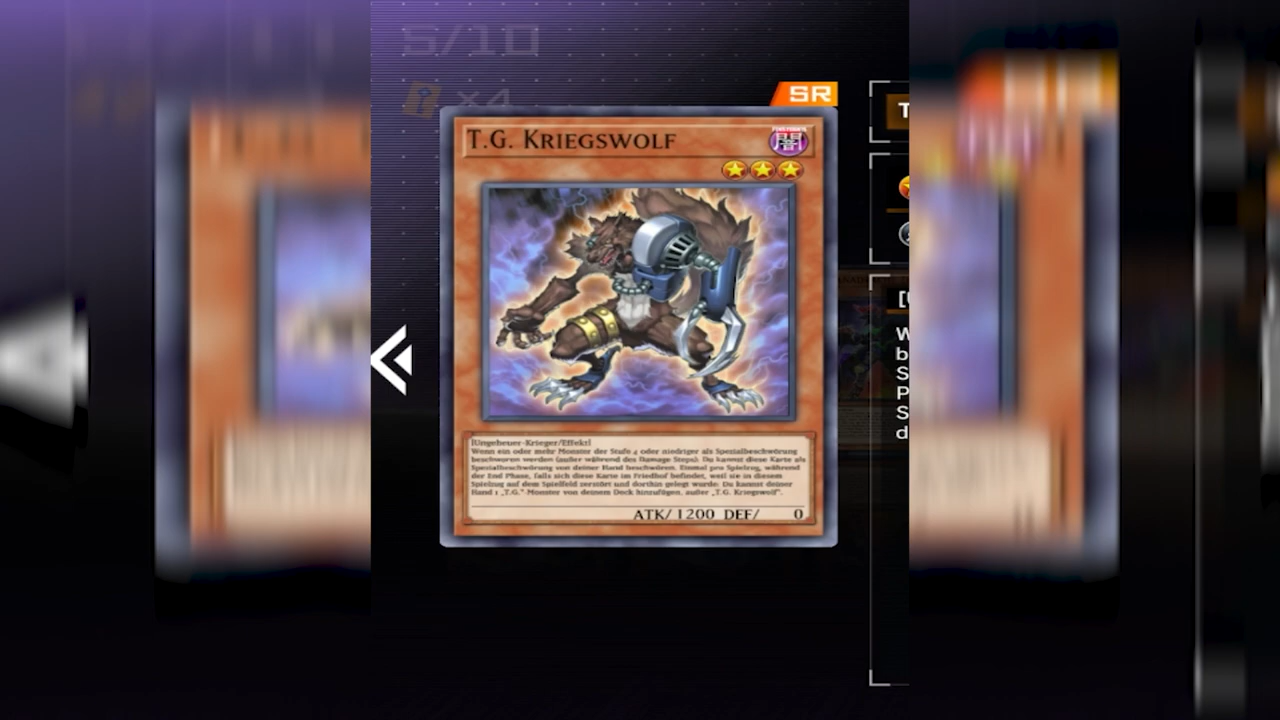 5/10
×4
SR
T.G. KRIEGSWOLF
闇
[Ungeheuer-Krieger/Effekt]
Wenn ein oder mehr Monster der Stufe 4 oder niedriger als Spezialbeschwörung
beschworen werden (außer während des Damage Steps): Du kannst diese Karte als
Spezialbeschwörung von deiner Hand beschwören. Einmal pro Spielzug, während
der End Phase, falls sich diese Karte im Friedhof befindet, weil sie in diesem
Spielzug auf dem Spielfeld zerstört und dorthin gelegt wurde: Du kannst deiner
Hand 1 „T.G."-Monster von deinem Deck hinzufügen, außer „T.G. Kriegswolf".
ATK/ 1200 DEF/ 0
T
[
W
b
S
P
S
d